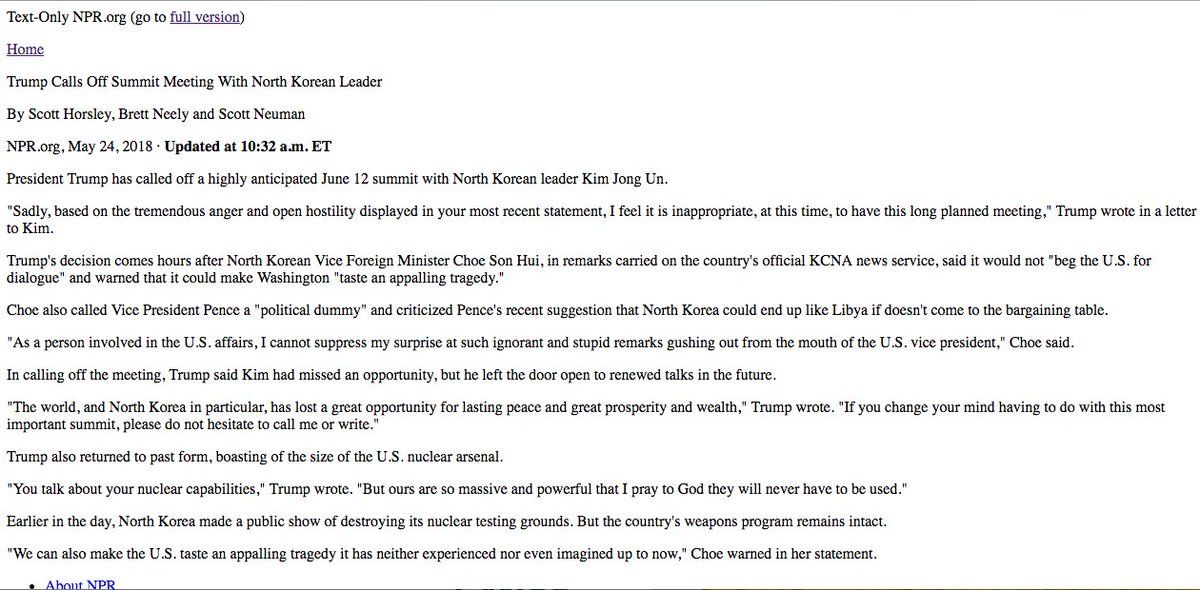 Text-Only NPR.org (go to full version)
Home
Trump Calls Off Summit Meeting With North Korean Leader
By Scott Horsley, Brett Neely and Scott Neuman
NPR.org, May 24, 2018 · Updated at 10:32 a.m. ET
President Trump has called off a highly anticipated June 12 summit with North Korean leader Kim Jong Un.
"Sadly, based on the tremendous anger and open hostility displayed in your most recent statement, I feel it is inappropriate, at this time, to have this long planned meeting," Trump wrote in a letter
to Kim.
Trump's decision comes hours after North Korean Vice Foreign Minister Choe Son Hui, in remarks carried on the country's official KCNA news service, said it would not "beg the U.S. for
dialogue" and warned that it could make Washington "taste an appalling tragedy."
Choe also called Vice President Pence a "political dummy" and criticized Pence's recent suggestion that North Korea could end up like Libya if doesn't come to the bargaining table.
"As a person involved in the U.S. affairs, I cannot suppress my surprise at such ignorant and stupid remarks gushing out from the mouth of the U.S. vice president," Choe said.
In calling off the meeting, Trump said Kim had missed an opportunity, but he left the door open to renewed talks in the future.
"The world, and North Korea in particular, has lost a great opportunity for lasting peace and great prosperity and wealth," Trump wrote. "If you change your mind having to do with this most
important summit, please do not hesitate to call me or write."
Trump also returned to past form, boasting of the size of the U.S. nuclear arsenal.
"You talk about your nuclear capabilities," Trump wrote. "But ours are so massive and powerful that I pray to God they will never have to be used."
Earlier in the day, North Korea made a public show of destroying its nuclear testing grounds. But the country's weapons program remains intact.
"We can also make the U.S. taste an appalling tragedy it has neither experienced nor even imagined up to now," Choe warned in her statement.
• About NPR